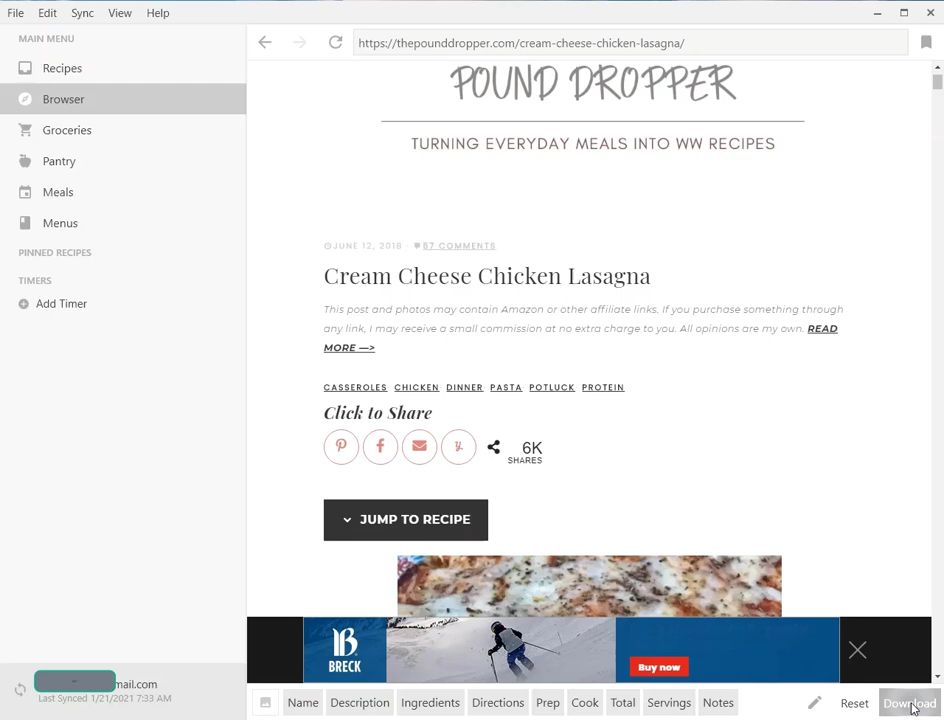 File Edit Sync View Help
MAIN MENU
Recipes
Browser
Groceries
Pantry
Meals
Menus
PINNED RECIPES
TIMERS
Add Timer
mail.com
Last Synced 1/21/2021 7:33 AM
https://thepounddropper.com/cream-cheese-chicken-lasagna/
POUND DROPPER
TURNING EVERYDAY MEALS INTO WW RECIPES
JUNE 12, 2018 · 57 COMMENTS
Cream Cheese Chicken Lasagna
This post and photos may contain Amazon or other affiliate links. If you purchase something through
any link, I may receive a small commission at no extra charge to you. All opinions are my own. READ
MORE —>
CASSEROLES CHICKEN DINNER PASTA POTLUCK PROTEIN
Click to Share
6K
SHARES
JUMP TO RECIPE
BRECK
Buy now
Name Description Ingredients Directions Prep Cook Total Servings Notes Reset Download